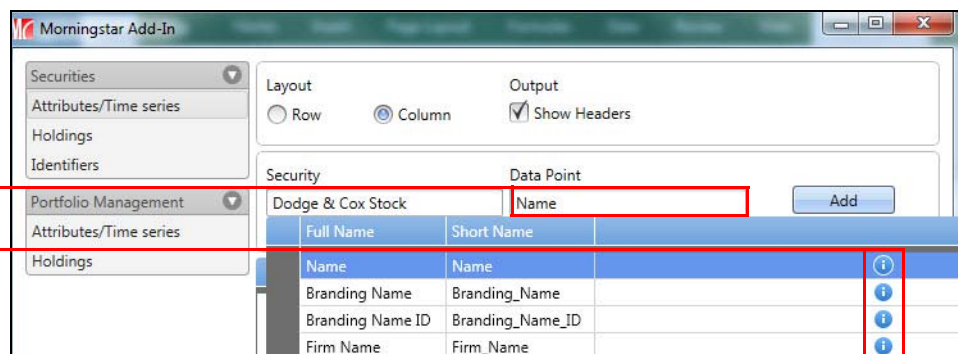 Morningstar Add-In
Securities
Attributes/Time series
Holdings
Identifiers
Portfolio Management
Attributes/Time series
Holdings
Layout
Row
Column
Output
Show Headers
Security
Data Point
Dodge & Cox Stock
Name
Add
Full Name Short Name
Name Name
Branding Name Branding_Name
Branding Name ID Branding_Name_ID
Firm Name Firm_Name